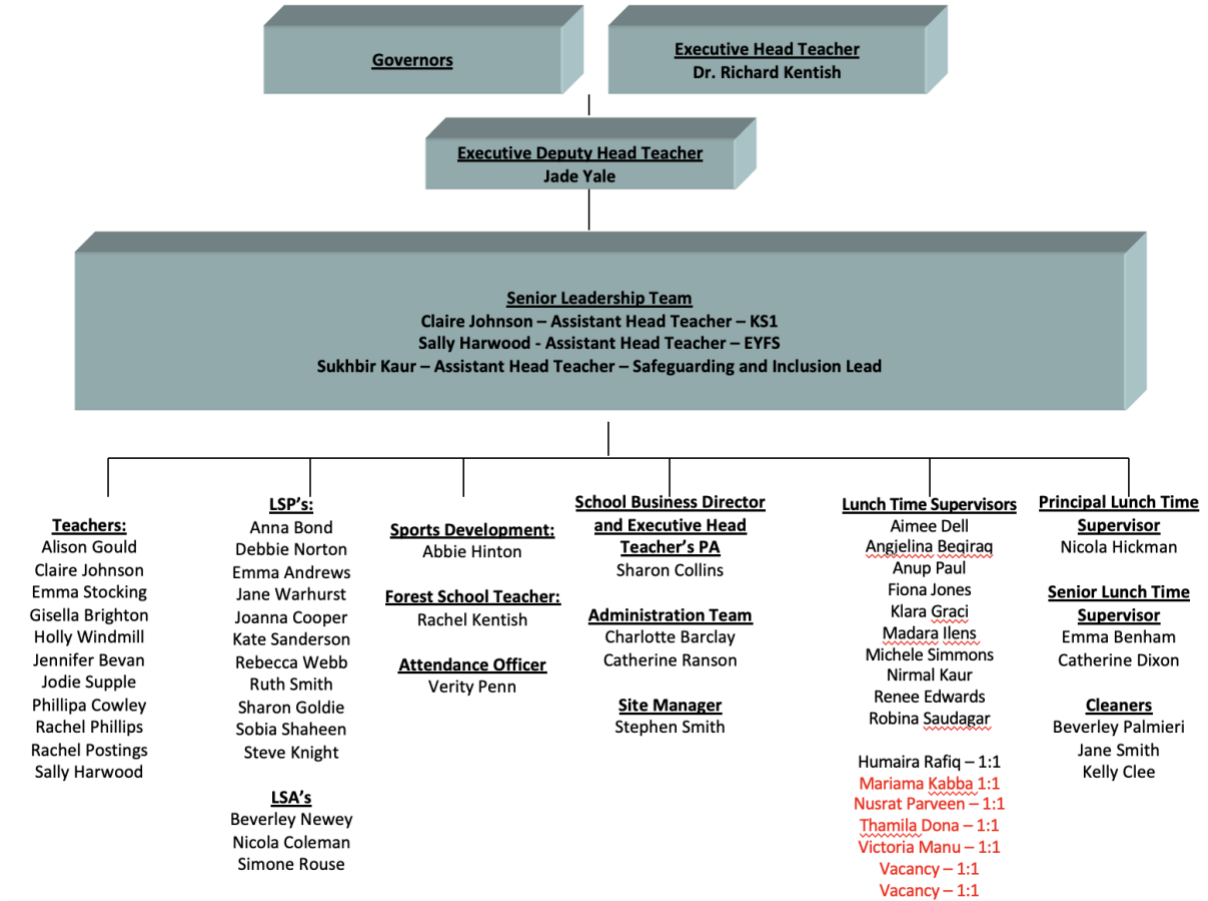 Governors
Executive Head Teacher
Dr. Richard Kentish
Executive Deputy Head Teacher
Jade Yale
Senior Leadership Team
Claire Johnson – Assistant Head Teacher – KS1
Sally Harwood - Assistant Head Teacher – EYFS
Sukhbir Kaur – Assistant Head Teacher – Safeguarding and Inclusion Lead
Teachers:
Alison Gould
Claire Johnson
Emma Stocking
Gisella Brighton
Holly Windmill
Jennifer Bevan
Jodie Supple
Phillipa Cowley
Rachel Phillips
Rachel Postings
Sally Harwood
LSP's:
Anna Bond
Debbie Norton
Emma Andrews
Jane Warhurst
Joanna Cooper
Kate Sanderson
Rebecca Webb
Ruth Smith
Sharon Goldie
Sobia Shaheen
Steve Knight
LSA's
Beverley Newey
Nicola Coleman
Simone Rouse
Sports Development:
Abbie Hinton
Forest School Teacher:
Rachel Kentish
Attendance Officer
Verity Penn
School Business Director
and Executive Head
Teacher's PA
Sharon Collins
Administration Team
Charlotte Barclay
Catherine Ranson
Site Manager
Stephen Smith
Lunch Time Supervisors
Aimee Dell
Angjelina Beqiraq
Anup Paul
Fiona Jones
Klara Graci
Madara Ilens
Michele Simmons
Nirmal Kaur
Renee Edwards
Robina Saudagar
Humaira Rafiq – 1:1
Mariama Kabba 1:1
Nusrat Parveen – 1:1
Thamila Dona – 1:1
Victoria Manu – 1:1
Vacancy – 1:1
Vacancy – 1:1
Principal Lunch Time
Supervisor
Nicola Hickman
Senior Lunch Time
Supervisor
Emma Benham
Catherine Dixon
Cleaners
Beverley Palmieri
Jane Smith
Kelly Clee